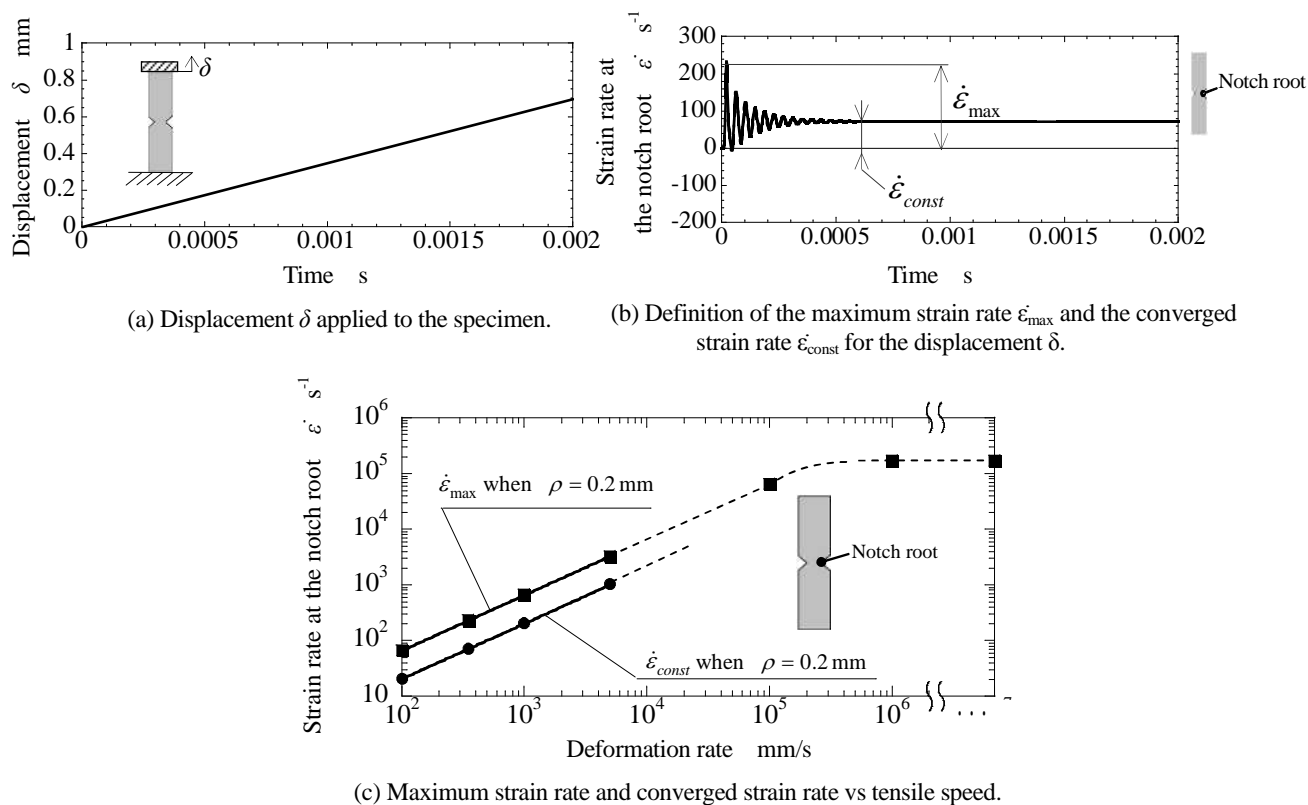 Displacement δ mm
1
0.8
0.6
0.4
0.2
0
δ
0 0.0005 0.001 0.0015 0.002
Time s
(a) Displacement δ applied to the specimen.
Strain rate at
the notch root ε̇ s⁻¹
300
200
100
0
-100
-200
ε̇max
ε̇const
Notch root
0 0.0005 0.001 0.0015 0.002
Time s
(b) Definition of the maximum strain rate ε̇max and the converged
strain rate ε̇const for the displacement δ.
Strain rate at the notch root ε̇ s⁻¹
10⁶
10⁵
10⁴
10³
10²
10
ε̇max when ρ = 0.2 mm
Notch root
ε̇const when ρ = 0.2 mm
10² 10³ 10⁴ 10⁵ 10⁶
Deformation rate mm/s
(c) Maximum strain rate and converged strain rate vs tensile speed.